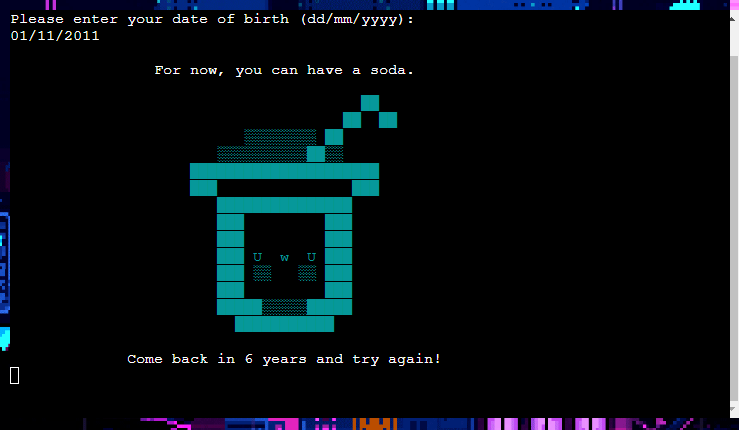 Please enter your date of birth (dd/mm/yyyy):
01/11/2011
For now, you can have a soda.
U w U
Come back in 6 years and try again!